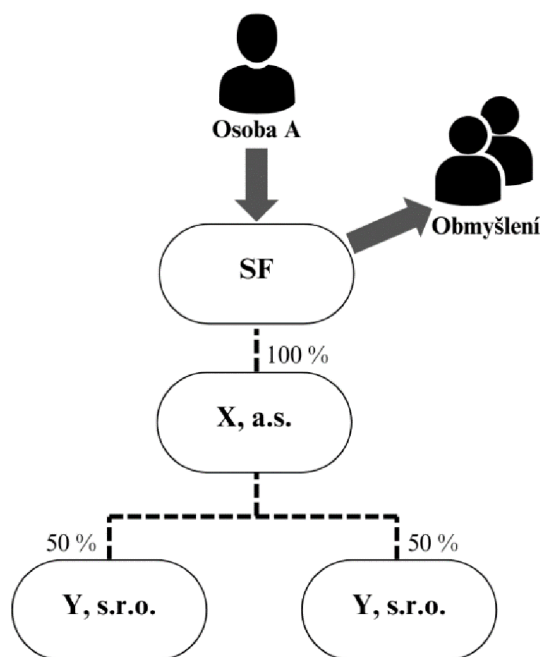 Osoba A
Obmyšlení
SF
100 %
X, a.s.
50 %
50 %
Y, s.r.o.
Y, s.r.o.